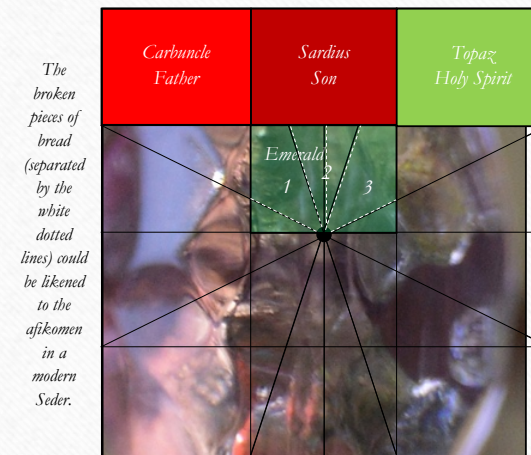 The
broken
pieces of
bread
(separated
by the
white
dotted
lines) could
be likened
to the
afikomen
in a
modern
Seder.
Carbuncle
Father
Sardius
Son
Topaz
Holy Spirit
Emerald
1
2
3